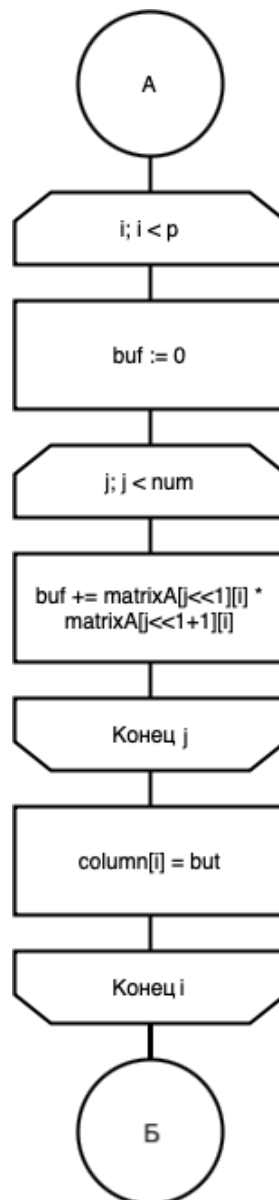 A
i; i < p
buf := 0
j; j < num
buf += matrixA[j<<1][i] *
matrixA[j<<1+1][i]
Конец j
column[i] = but
Конец i
Б